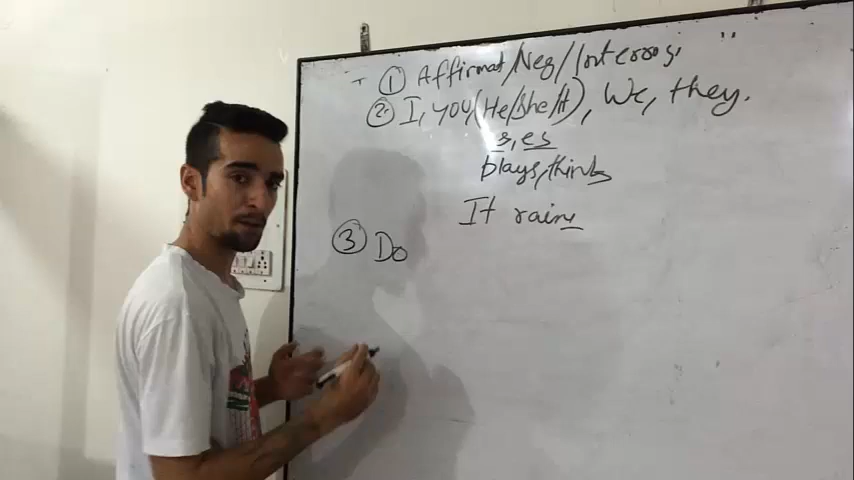 ① Affirmat/Neg/Interrog.
② I, you, (He/She/It), We, they.
s, es
plays, thinks
It rains
③ Do